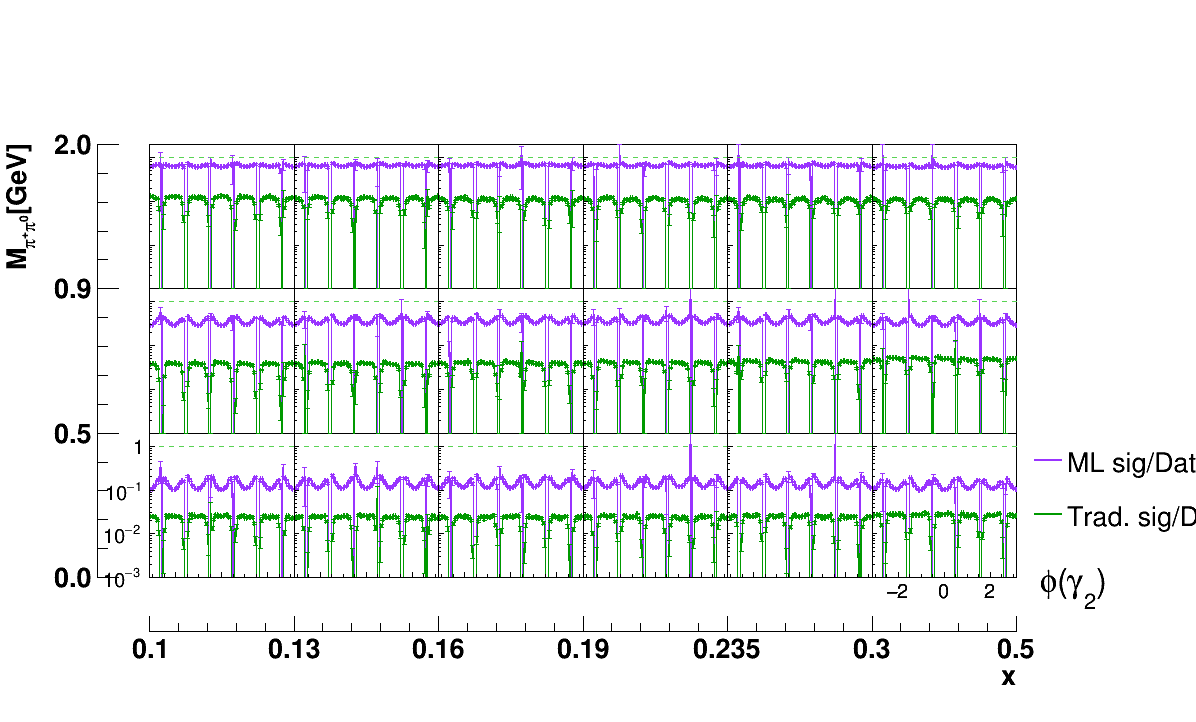 M π⁺π⁰ [GeV]
2.0
0.9
0.5
0.0
1
10⁻¹
10⁻²
10⁻³
ML sig/Dat
Trad. sig/D
−2 0 2
ϕ(γ₂)
0.1 0.13 0.16 0.19 0.235 0.3 0.5
x